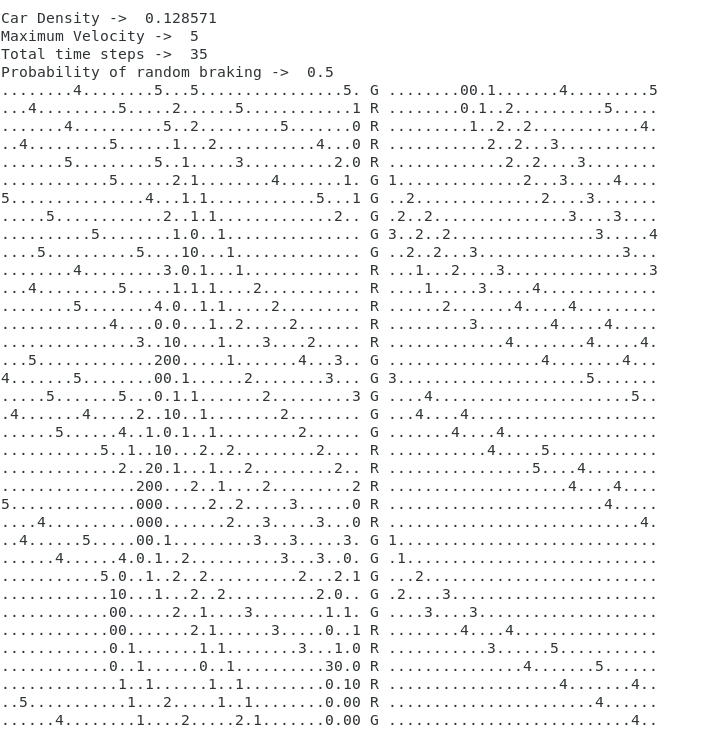 Car Density ->  0.128571
Maximum Velocity ->  5
Total time steps ->  35
Probability of random braking ->  0.5
........4........5...5................5. G ........00.1.......4.........5
...4.........5.....2......5............1 R ........0.1..2..........5.....
.......4..........5..2.........5.......0 R .........1..2..2............4.
..4.........5......1...2...........4...0 R ...........2..2...3...........
.......5.........5..1.....3..........2.0 R .............2..2....3........
............5......2.1........4.......1. G 1..............2...3.....4....
5...............4...1.1............5...1 G ..2..............2....3.......
.....5............2..1.1.............2.. G .2..2...............3....3....
..........5........1.0..1............... G 3..2..2................3.....4
....5..........5....10...1.............. G ..2..2...3................3...
........4.........3.0.1...1............. R ...1...2....3................3
...4.........5.....1.1.1....2........... R ....1.....3.....4.............
........5........4.0..1.1.....2......... R ......2.......4.....4.........
............4....0.0...1..2.....2....... R .........3........4.....4.....
...............3..10....1....3....2..... R .............4........4.....4.
...5.............200.....1.......4...3.. G .................4........4...
4.......5........00.1......2........3... G 3.....................5.......
.....5.......5...0.1.1.......2.........3 G ....4......................5..
.4.......4.....2..10..1........2........ G ...4....4.....................
......5......4..1.0.1..1.........2...... G .......4....4.................
...........5..1..10...2..2.........2.... R ...........4.....5............
.............2..20.1...1...2.........2.. R ................5....4........
...............200...2..1....2.........2 R ....................4....4....
5..............000.....2..2.....3......0 R ........................4.....
....4..........000.......2...3.....3...0 R ............................4.
..4......5.....00.1.........3...3.....3. G 1.............................
......4......4.0.1..2..........3...3..0. G .1............................
...........5.0..1..2..2..........2...2.1 G ...2..........................
............10...1...2..2..........2.0.. G .2....3.......................
............00.....2..1....3........1.1. G ....3....3....................
............00.......2.1......3.....0..1 R ........4....4................
............0.1.......1.1........3...1.0 R ...........3......5...........
............0..1......0..1..........30.0 R ...............4.......5......
.............1..1......1..1.........0.10 R ...................4.......4..
..5...........1...2.....1..1........0.00 R .......................4......
......4........1....2.....2.1.......0.00 G ...........................4..